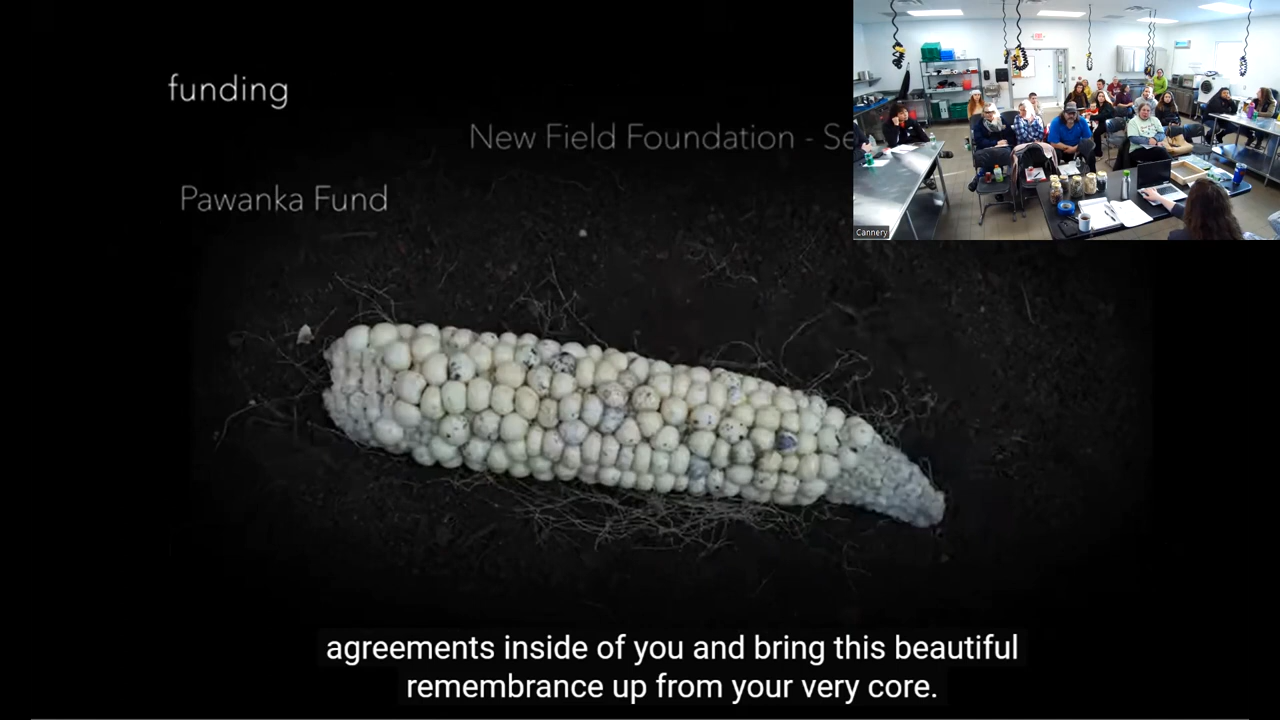 funding
New Field Foundation - Se
Pawanka Fund
Cannery
agreements inside of you and bring this beautiful
remembrance up from your very core.